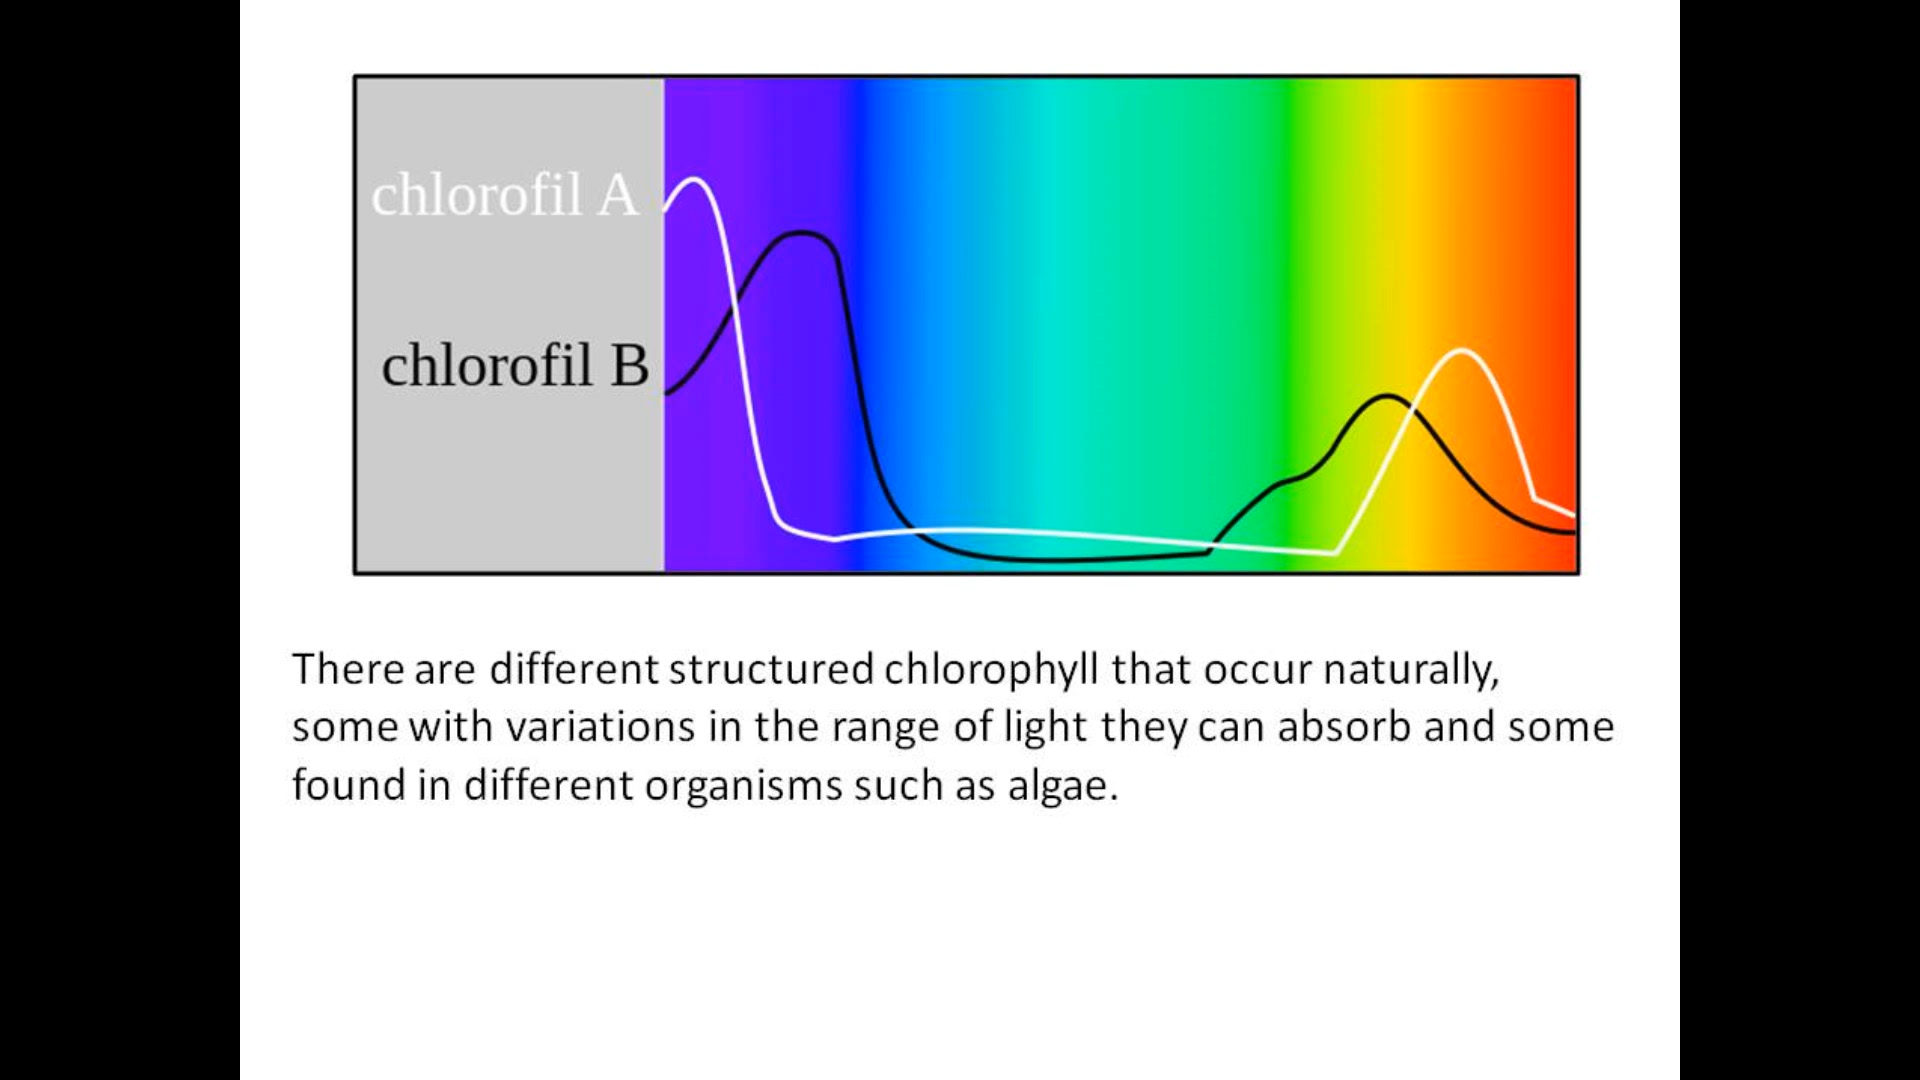 chlorofil A
chlorofil B
There are different structured chlorophyll that occur naturally,
some with variations in the range of light they can absorb and some
found in different organisms such as algae.